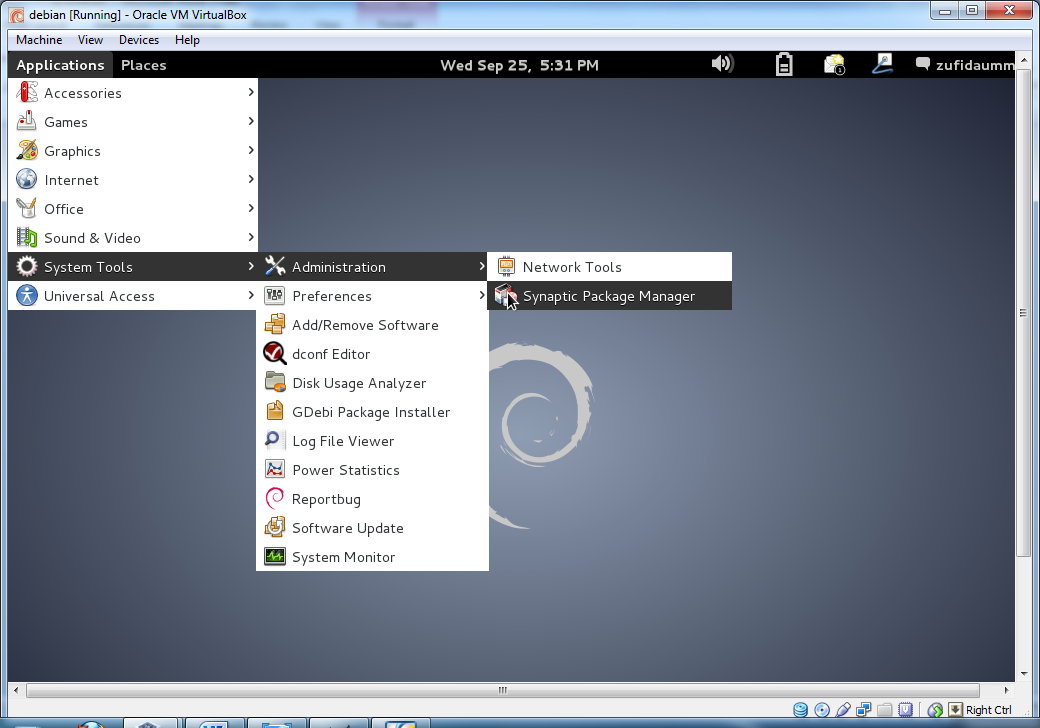 debian [Running] - Oracle VM VirtualBox
Machine View Devices Help
Applications Places Wed Sep 25, 5:31 PM zufidaumm
Accessories
Games
Graphics
Internet
Office
Sound & Video
System Tools
Universal Access
Administration
Preferences
Add/Remove Software
dconf Editor
Disk Usage Analyzer
GDebi Package Installer
Log File Viewer
Power Statistics
Reportbug
Software Update
System Monitor
Network Tools
Synaptic Package Manager
Right Ctrl